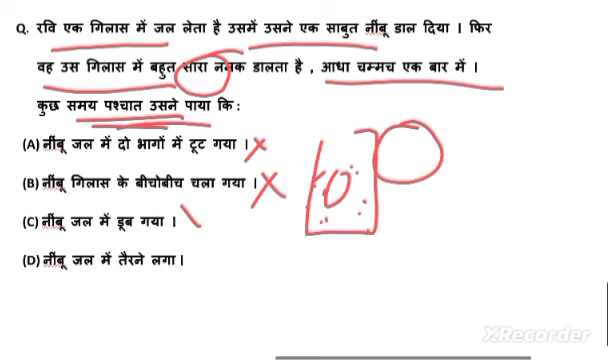 Q. रवि एक गिलास में जल लेता है उसमें उसने एक साबुत नींबू डाल दिया । फिर
वह उस गिलास में बहुत सारा नमक डालता है , आधा चम्मच एक बार में ।
कुछ समय पश्चात उसने पाया कि :
(A) नींबू जल में दो भागों में टूट गया ।
(B) नींबू गिलास के बीचोबीच चला गया ।
(C) नींबू जल में डूब गया ।
(D) नींबू जल में तैरने लगा ।
XRecorder